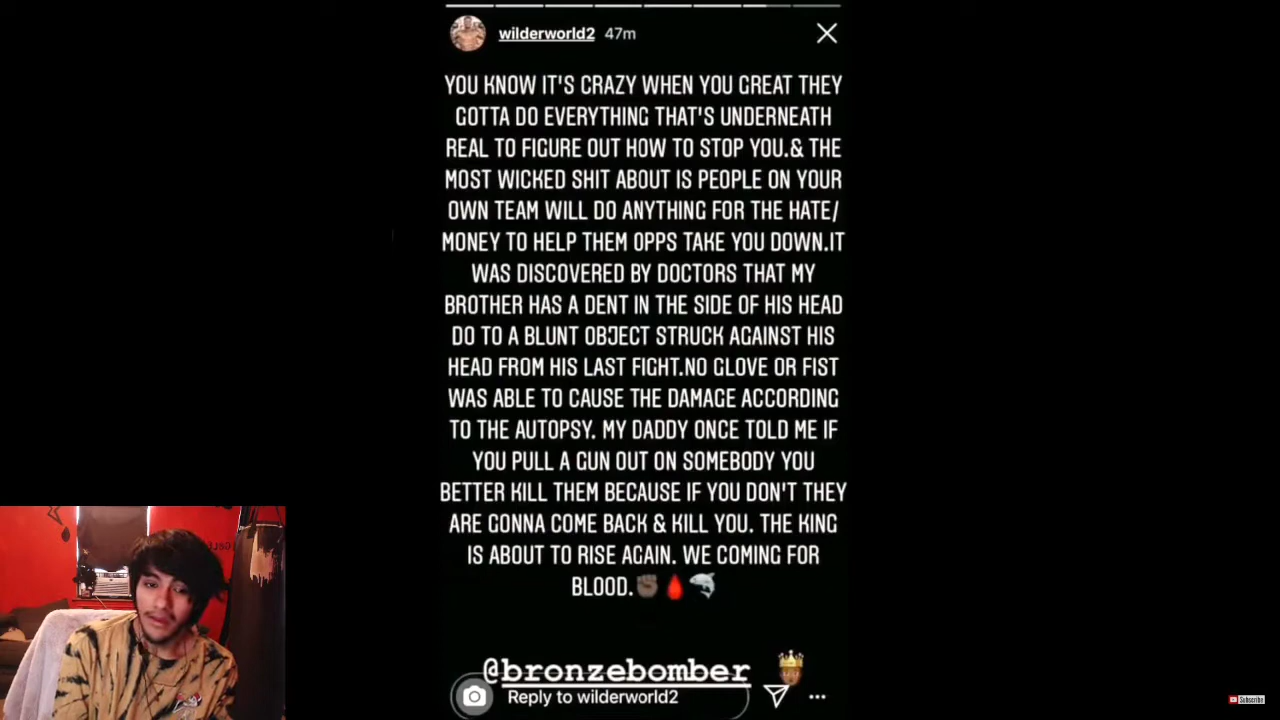 wilderworld2 47m
YOU KNOW IT'S CRAZY WHEN YOU GREAT THEY
GOTTA DO EVERYTHING THAT'S UNDERNEATH
REAL TO FIGURE OUT HOW TO STOP YOU.& THE
MOST WICKED SHIT ABOUT IS PEOPLE ON YOUR
OWN TEAM WILL DO ANYTHING FOR THE HATE/
MONEY TO HELP THEM OPPS TAKE YOU DOWN.IT
WAS DISCOVERED BY DOCTORS THAT MY
BROTHER HAS A DENT IN THE SIDE OF HIS HEAD
DO TO A BLUNT OBJECT STRUCK AGAINST HIS
HEAD FROM HIS LAST FIGHT.NO GLOVE OR FIST
WAS ABLE TO CAUSE THE DAMAGE ACCORDING
TO THE AUTOPSY. MY DADDY ONCE TOLD ME IF
YOU PULL A GUN OUT ON SOMEBODY YOU
BETTER KILL THEM BECAUSE IF YOU DON'T THEY
ARE GONNA COME BACK & KILL YOU. THE KING
IS ABOUT TO RISE AGAIN. WE COMING FOR
BLOOD.✊🏿🩸🦈
@bronzebomber
Reply to wilderworld2
Subscribe